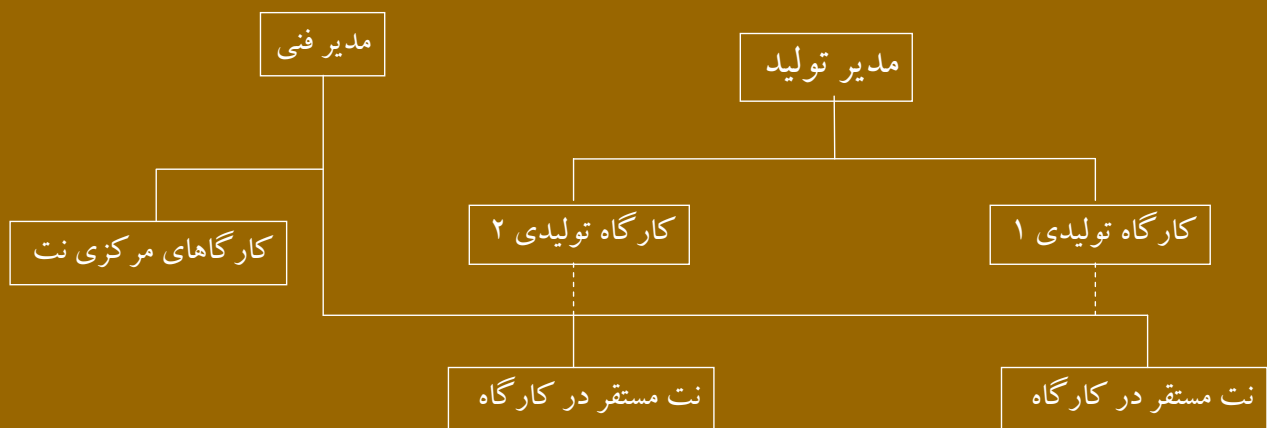 مدیر فنی
مدیر تولید
کارگاه تولیدی ۱
کارگاه تولیدی ۲
کارگاهای مرکزی نت
نت مستقر در کارگاه
نت مستقر در کارگاه